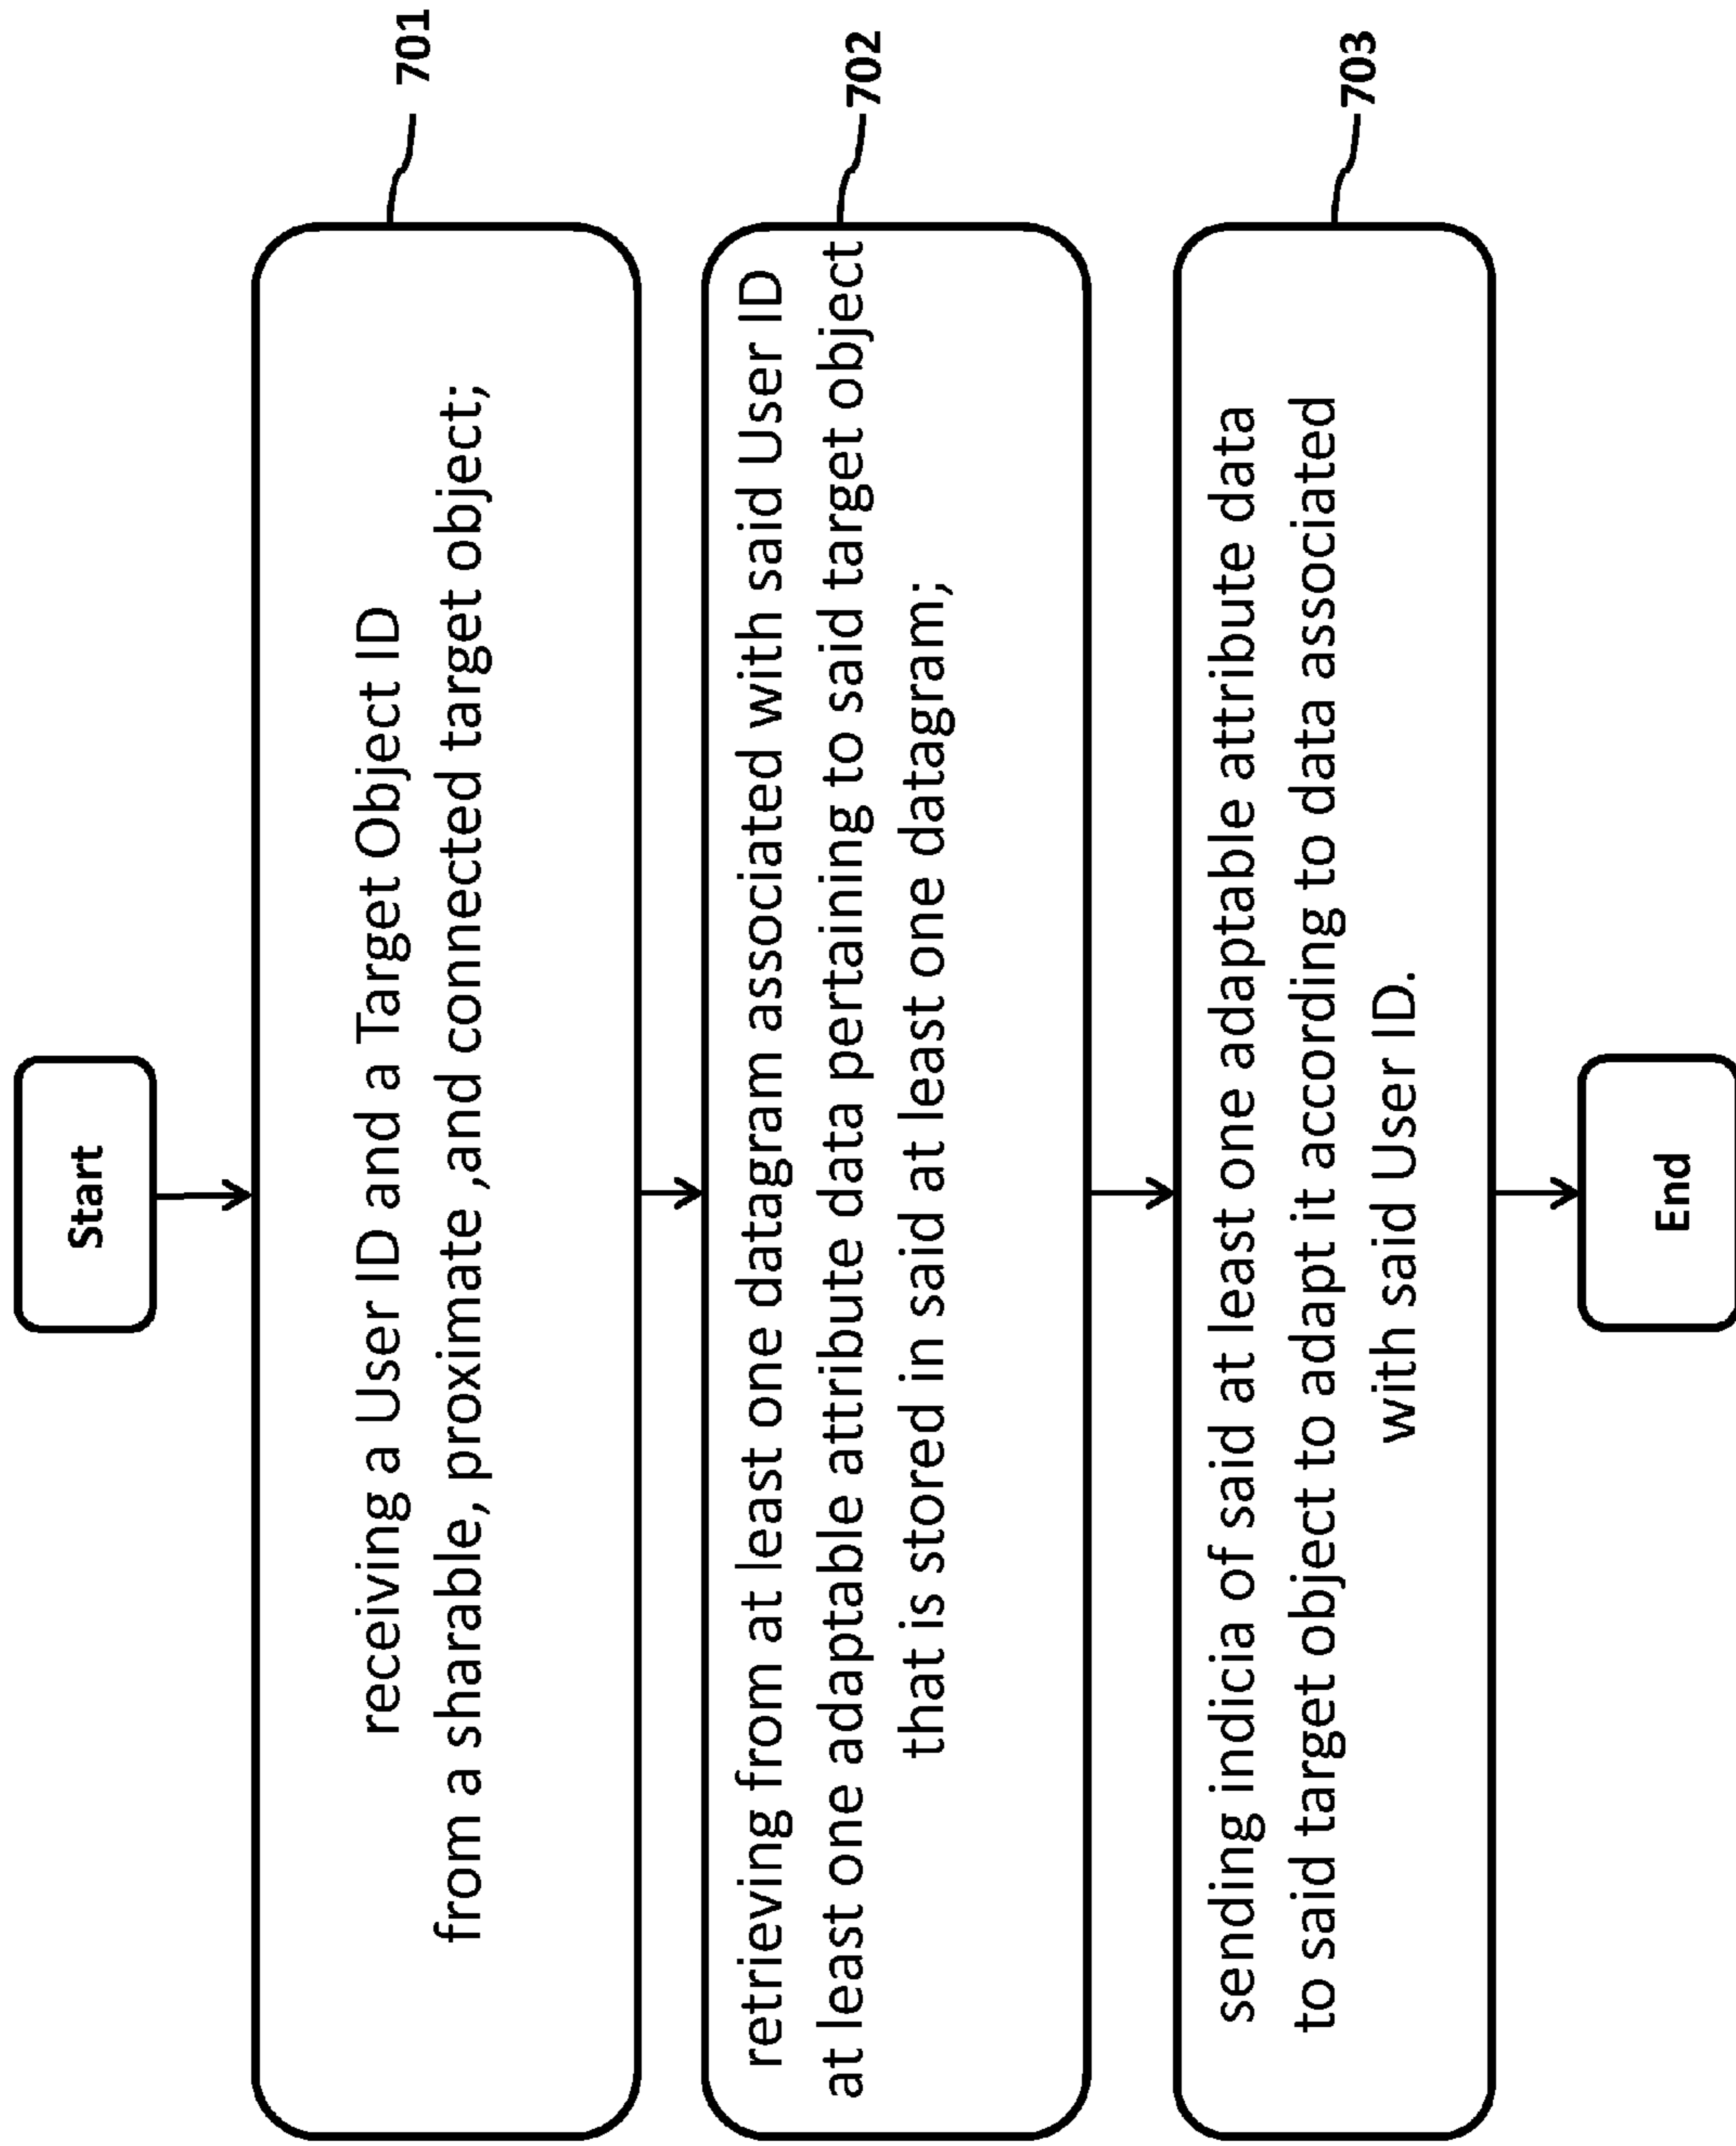 Start
receiving a User ID and a Target Object ID
from a sharable, proximate ,and connected target object;
701
retrieving from at least one datagram associated with said User ID
at least one adaptable attribute data pertaining to said target object
that is stored in said at least one datagram;
702
sending indicia of said at least one adaptable attribute data
to said target object to adapt it according to data associated
with said User ID.
703
End